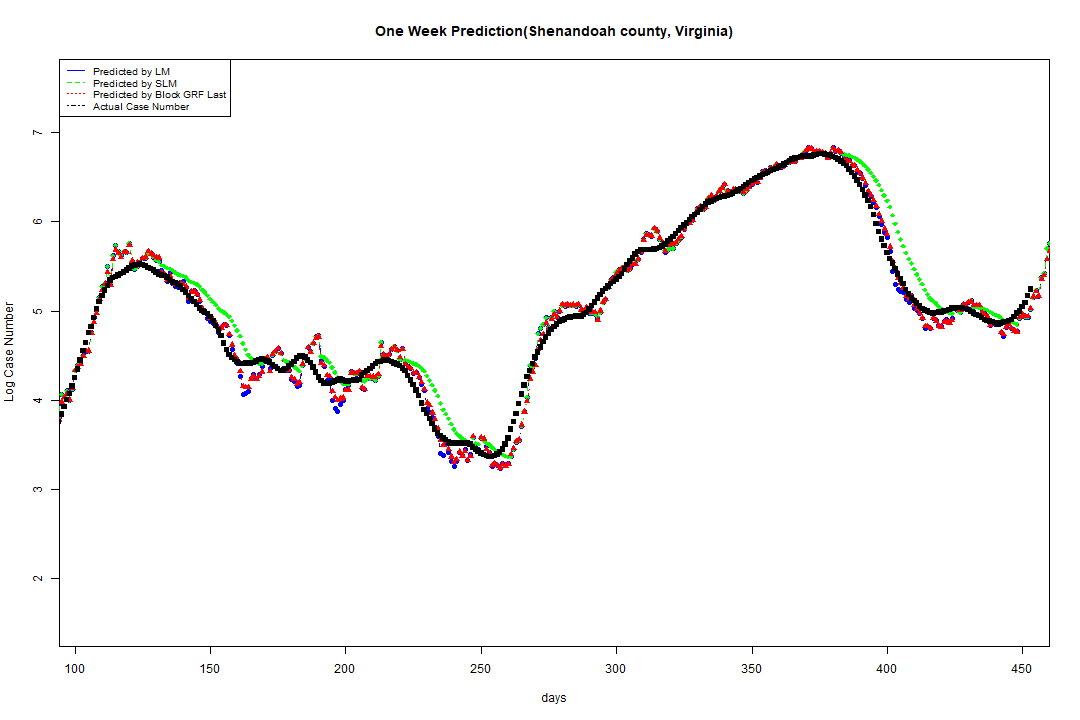 One Week Prediction(Shenandoah county, Virginia)
Predicted by LM
Predicted by SLM
Predicted by Block GRF Last
Actual Case Number
7
6
5
4
3
2
Log Case Number
100 150 200 250 300 350 400 450
days